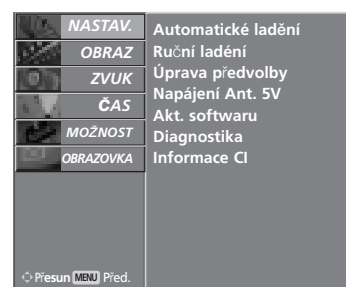 NASTAV.
OBRAZ
ZVUK
ČAS
MOŽNOST
OBRAZOVKA
Automatické ladění
Ruční ladéní
Úprava předvolby
Napájení Ant. 5V
Akt. softwaru
Diagnostika
Informace CI
Přesun MENU Před.